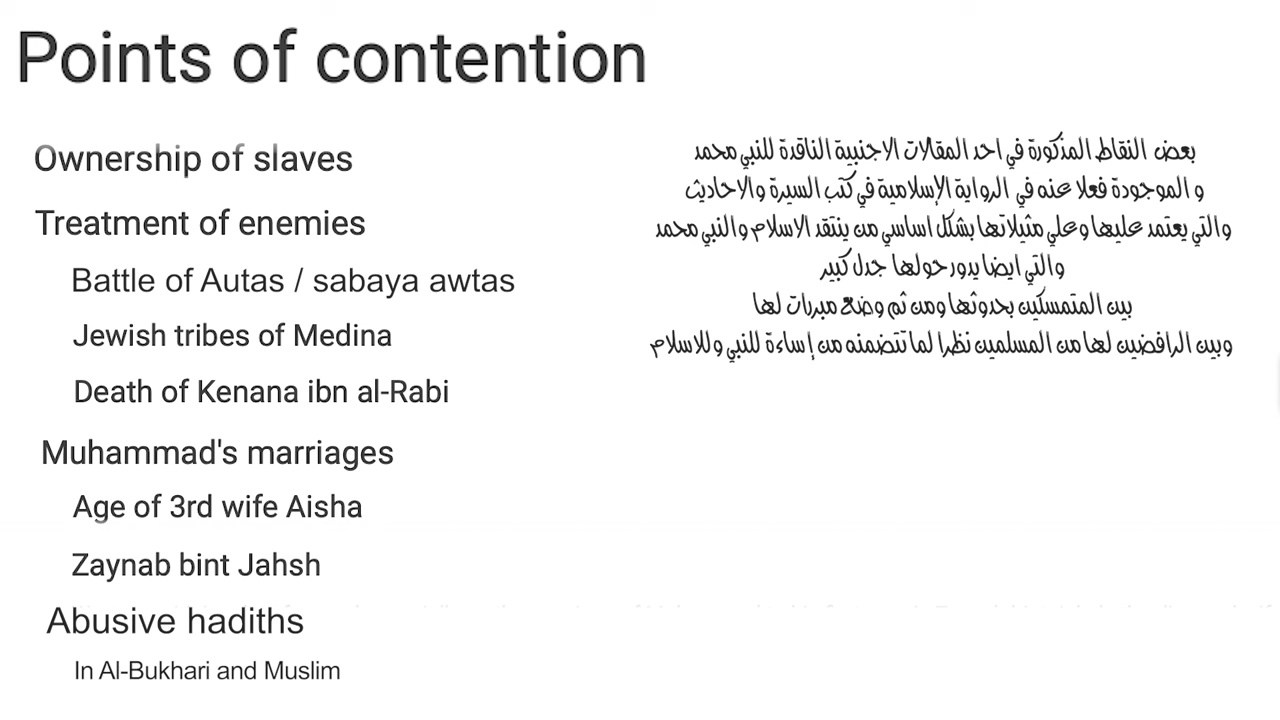 Points of contention
Ownership of slaves
Treatment of enemies
Battle of Autas / sabaya awtas
Jewish tribes of Medina
Death of Kenana ibn al-Rabi
Muhammad's marriages
Age of 3rd wife Aisha
Zaynab bint Jahsh
Abusive hadiths
In Al-Bukhari and Muslim
بعض النقاط المذكورة في احد المقالات الاجنبية الناقدة للنبي محمد
و الموجودة فعلا عنه في الرواية الإسلامية في كتب السيرة والاحاديث
والتي يعتمد عليها وعلي مثيلاتها بشكل اساسي من ينتقد الاسلام والنبي محمد
والتي ايضا يدور حولها جدل كبير
بين المتمسكين بحدوثها ومن ثم وضع مبررات لها
وبين الرافضين لها من المسلمين نظرا لما تتضمنه من إساءة للنبي وللاسلام